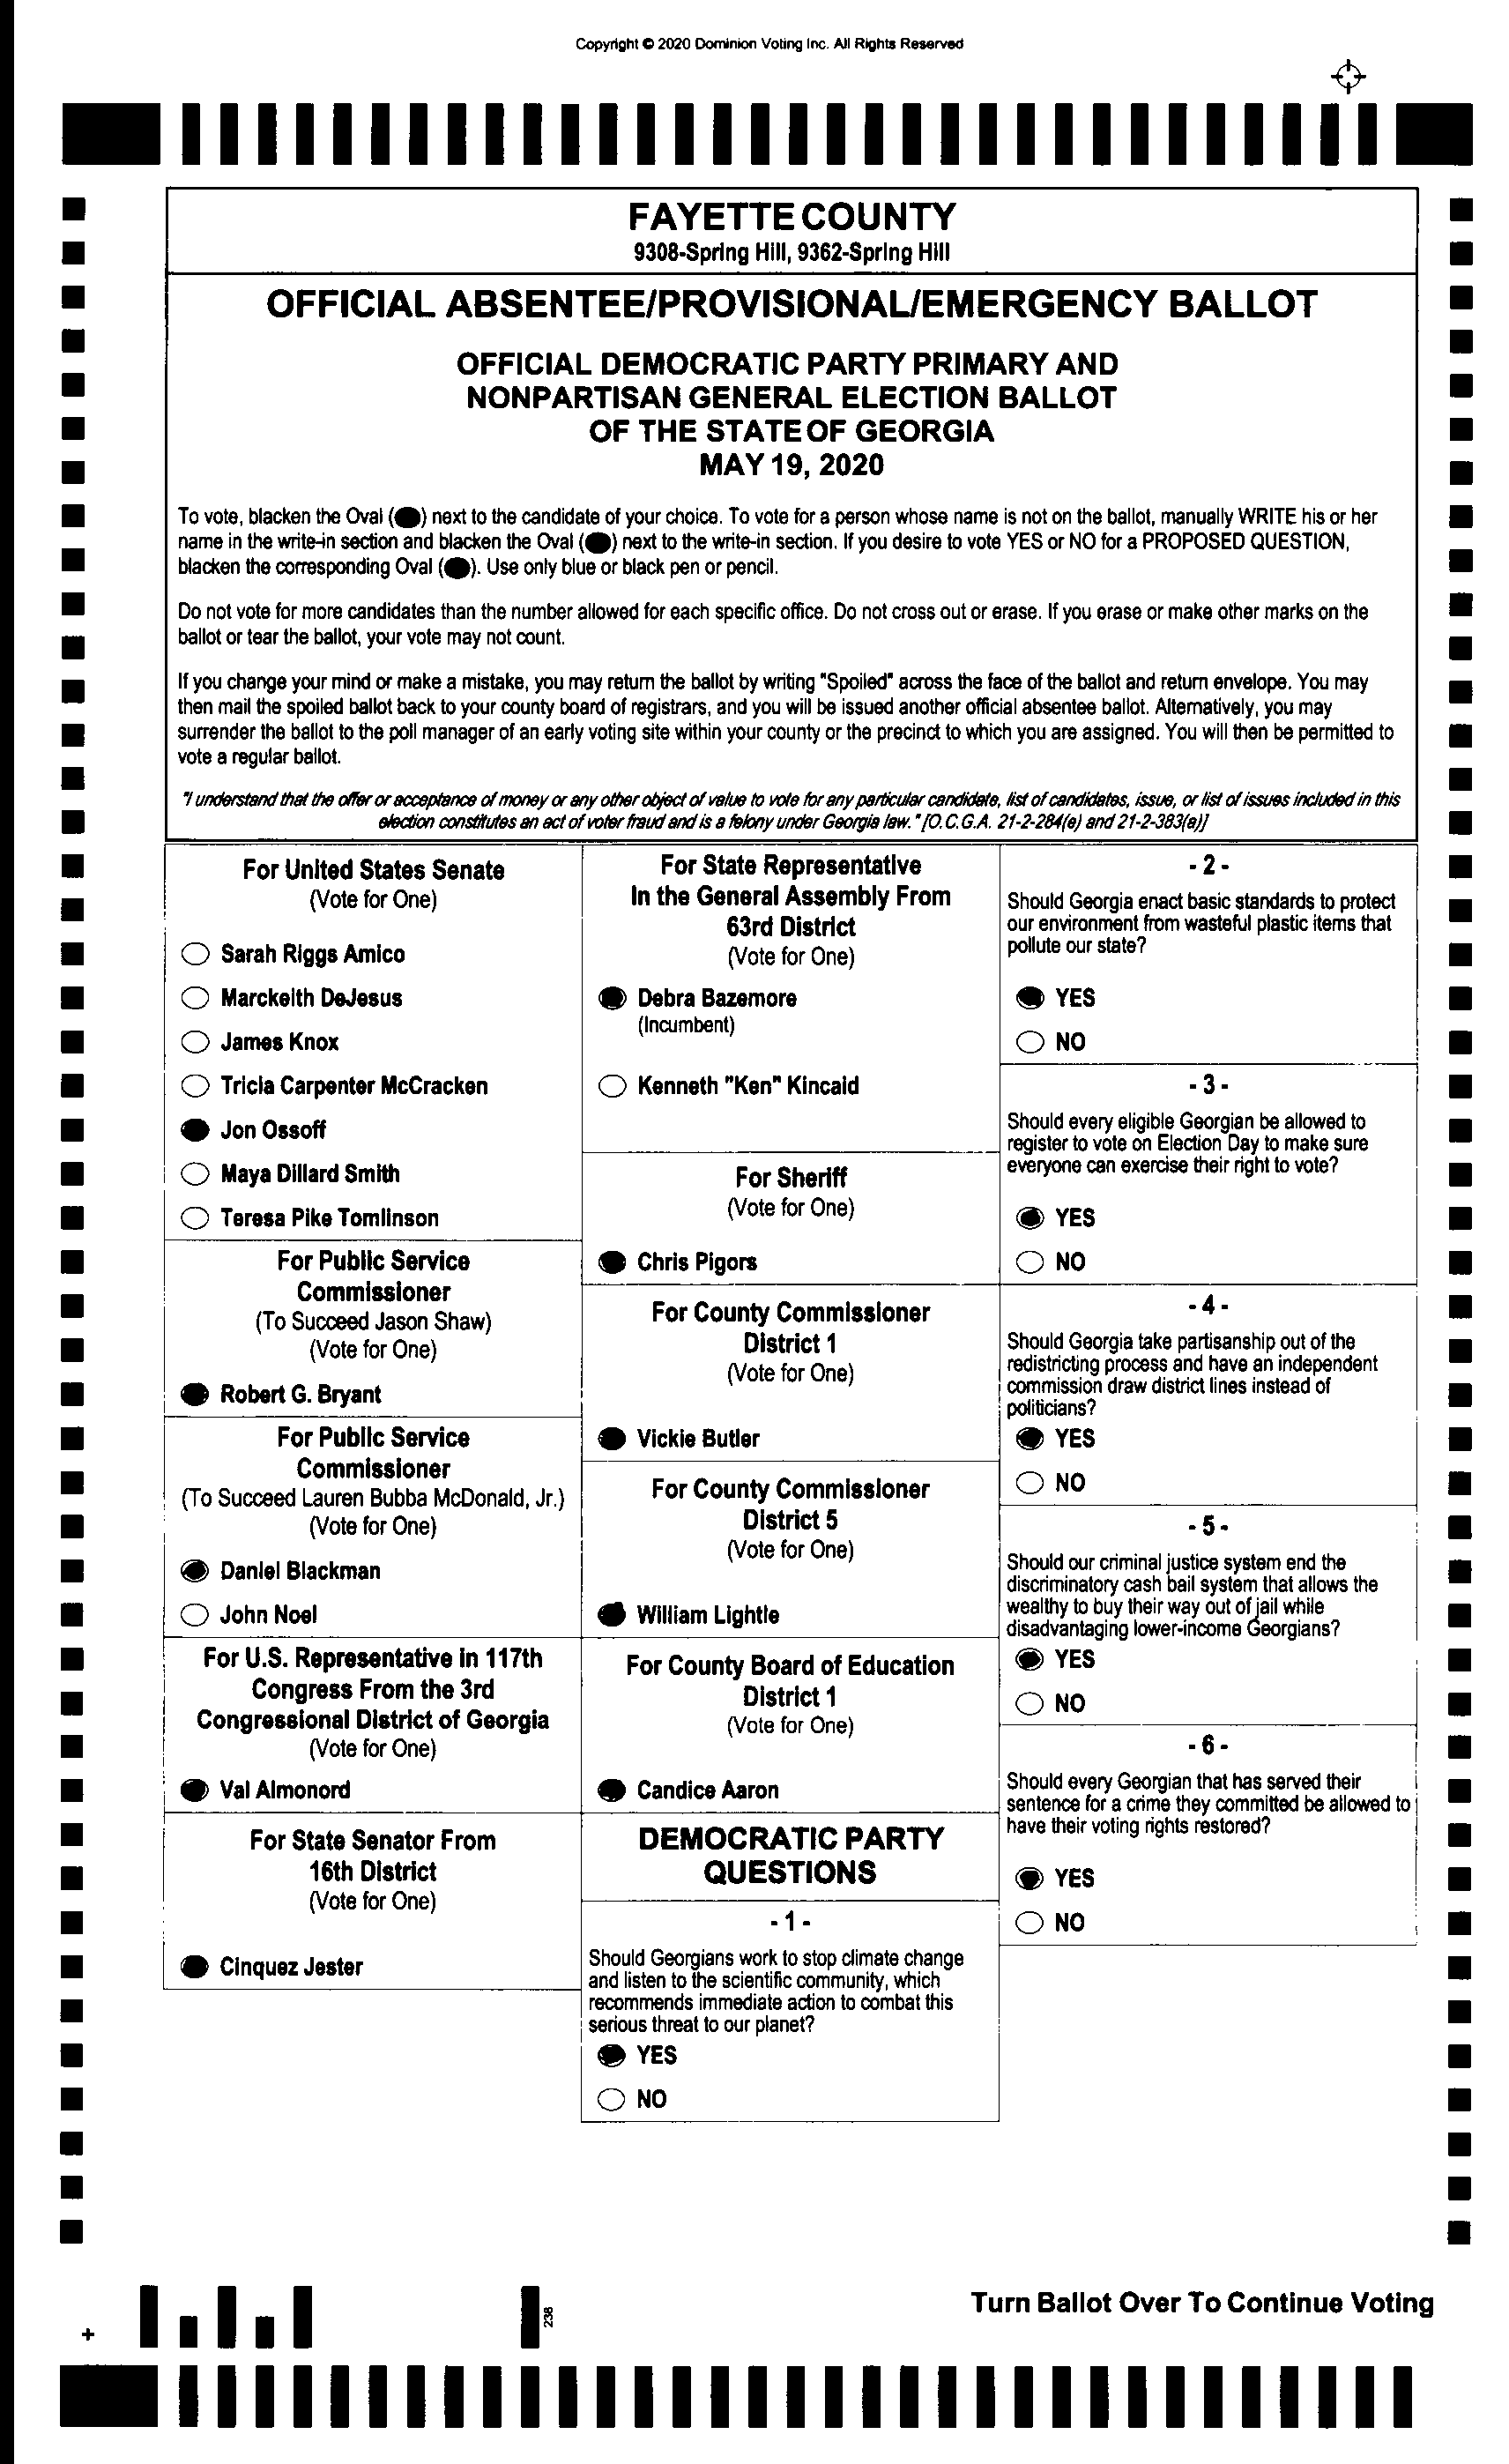 Copyright © 2020 Dominion Voting Inc. All Rights Reserved
FAYETTE COUNTY
9308-Spring Hill, 9362-Spring Hill
OFFICIAL ABSENTEE/PROVISIONAL/EMERGENCY BALLOT
OFFICIAL DEMOCRATIC PARTY PRIMARY AND
NONPARTISAN GENERAL ELECTION BALLOT
OF THE STATE OF GEORGIA
MAY 19, 2020
To vote, blacken the Oval (⬬) next to the candidate of your choice. To vote for a person whose name is not on the ballot, manually WRITE his or her
name in the write-in section and blacken the Oval (⬬) next to the write-in section. If you desire to vote YES or NO for a PROPOSED QUESTION,
blacken the corresponding Oval (⬬). Use only blue or black pen or pencil.
Do not vote for more candidates than the number allowed for each specific office. Do not cross out or erase. If you erase or make other marks on the
ballot or tear the ballot, your vote may not count.
If you change your mind or make a mistake, you may return the ballot by writing "Spoiled" across the face of the ballot and return envelope. You may
then mail the spoiled ballot back to your county board of registrars, and you will be issued another official absentee ballot. Alternatively, you may
surrender the ballot to the poll manager of an early voting site within your county or the precinct to which you are assigned. You will then be permitted to
vote a regular ballot.
"I understand that the offer or acceptance of money or any other object of value to vote for any particular candidate, list of candidates, issue, or list of issues included in this
election constitutes an act of voter fraud and is a felony under Georgia law." [O.C.G.A. 21-2-284(e) and 21-2-383(a)]
For United States Senate
(Vote for One)
Sarah Riggs Amico
Marckeith DeJesus
James Knox
Tricia Carpenter McCracken
Jon Ossoff
Maya Dillard Smith
Teresa Pike Tomlinson
For Public Service
Commissioner
(To Succeed Jason Shaw)
(Vote for One)
Robert G. Bryant
For Public Service
Commissioner
(To Succeed Lauren Bubba McDonald, Jr.)
(Vote for One)
Daniel Blackman
John Noel
For U.S. Representative in 117th
Congress From the 3rd
Congressional District of Georgia
(Vote for One)
Val Almonord
For State Senator From
16th District
(Vote for One)
Cinquez Jester
For State Representative
In the General Assembly From
63rd District
(Vote for One)
Debra Bazemore
(Incumbent)
Kenneth "Ken" Kincaid
For Sheriff
(Vote for One)
Chris Pigors
For County Commissioner
District 1
(Vote for One)
Vickie Butler
For County Commissioner
District 5
(Vote for One)
William Lightle
For County Board of Education
District 1
(Vote for One)
Candice Aaron
DEMOCRATIC PARTY
QUESTIONS
- 1 -
Should Georgians work to stop climate change
and listen to the scientific community, which
recommends immediate action to combat this
serious threat to our planet?
YES
NO
- 2 -
Should Georgia enact basic standards to protect
our environment from wasteful plastic items that
pollute our state?
YES
NO
- 3 -
Should every eligible Georgian be allowed to
register to vote on Election Day to make sure
everyone can exercise their right to vote?
YES
NO
- 4 -
Should Georgia take partisanship out of the
redistricting process and have an independent
commission draw district lines instead of
politicians?
YES
NO
- 5 -
Should our criminal justice system end the
discriminatory cash bail system that allows the
wealthy to buy their way out of jail while
disadvantaging lower-income Georgians?
YES
NO
- 6 -
Should every Georgian that has served their
sentence for a crime they committed be allowed to
have their voting rights restored?
YES
NO
Turn Ballot Over To Continue Voting
238
+